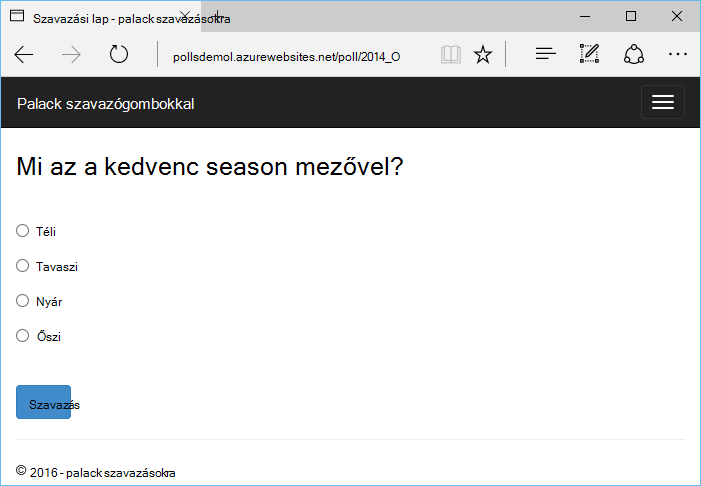 Szavazási lap - palack szavazásokra
pollsdemol.azurewebsites.net/poll/2014_O
Palack szavazógombokkal
Mi az a kedvenc season mezővel?
Téli
Tavaszi
Nyár
Őszi
Szavazás
© 2016 - palack szavazásokra